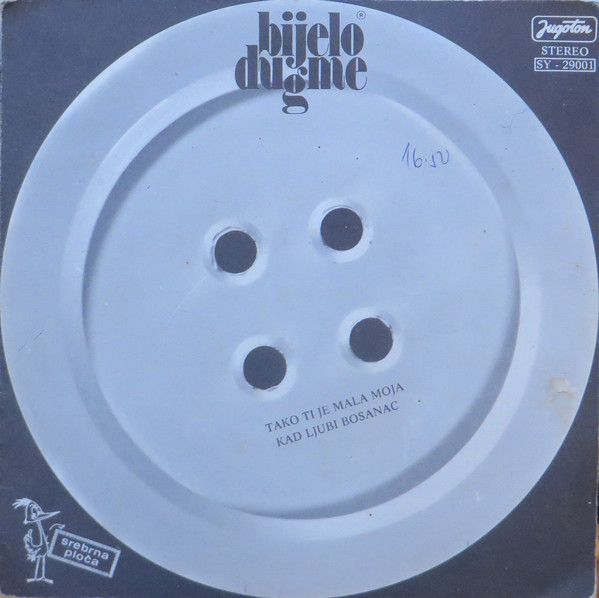 bijelo ®
dugme
Jugoton
STEREO
SY - 29001
16.50
TAKO TI JE MALA MOJA
KAD LJUBI BOSANAC
srebrna
ploča